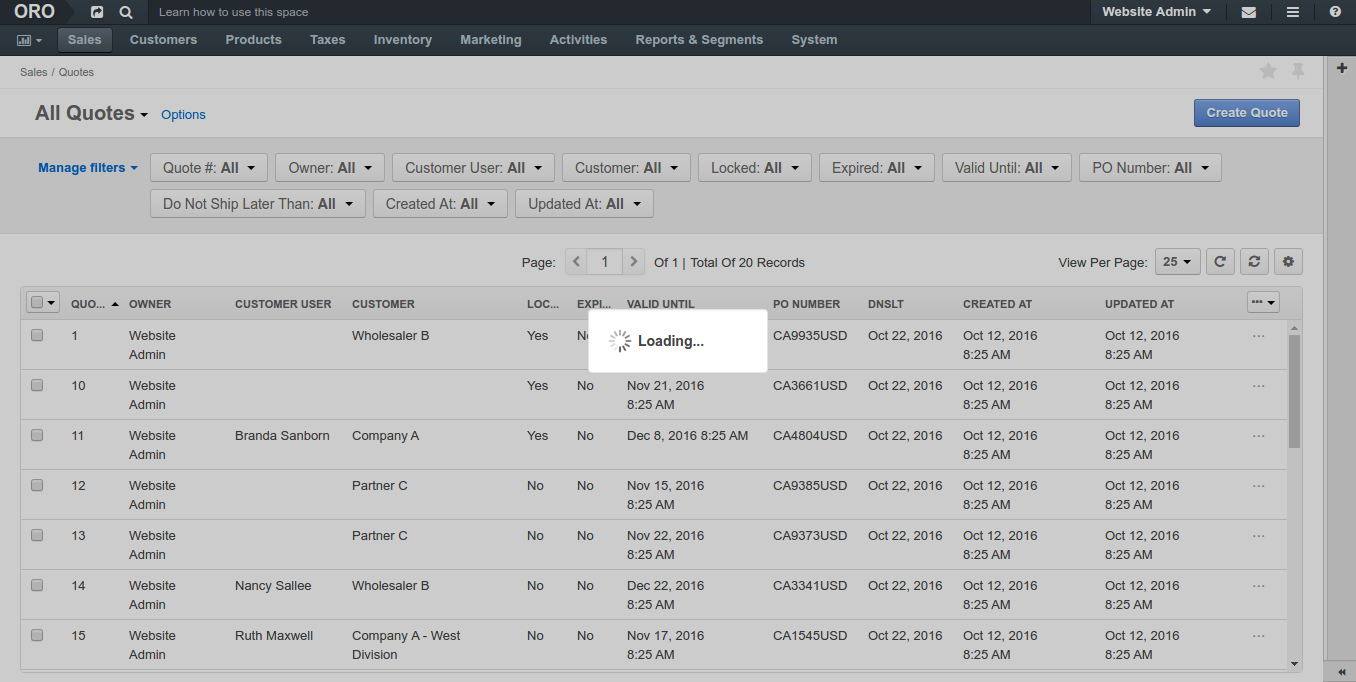 ORO Learn how to use this space Website Admin
Sales Customers Products Taxes Inventory Marketing Activities Reports & Segments System
Sales / Quotes
All Quotes Options Create Quote
Manage filters Quote #: All Owner: All Customer User: All Customer: All Locked: All Expired: All Valid Until: All PO Number: All
Do Not Ship Later Than: All Created At: All Updated At: All
Page: 1 Of 1 | Total Of 20 Records View Per Page: 25
QUO... OWNER CUSTOMER USER CUSTOMER LOC... EXPI... VALID UNTIL PO NUMBER DNSLT CREATED AT UPDATED AT
1 Website Wholesaler B Yes CA9935USD Oct 22, 2016 Oct 12, 2016 Oct 12, 2016
Loading...
Admin 8:25 AM 8:25 AM
10 Website Yes No Nov 21, 2016 CA3661USD Oct 22, 2016 Oct 12, 2016 Oct 12, 2016
Admin 8:25 AM 8:25 AM 8:25 AM
11 Website Branda Sanborn Company A Yes No Dec 8, 2016 8:25 AM CA4804USD Oct 22, 2016 Oct 12, 2016 Oct 12, 2016
Admin 8:25 AM 8:25 AM
12 Website Partner C No No Nov 15, 2016 CA9385USD Oct 22, 2016 Oct 12, 2016 Oct 12, 2016
Admin 8:25 AM 8:25 AM 8:25 AM
13 Website Partner C No No Nov 22, 2016 CA9373USD Oct 22, 2016 Oct 12, 2016 Oct 12, 2016
Admin 8:25 AM 8:25 AM 8:25 AM
14 Website Nancy Sallee Wholesaler B No No Dec 22, 2016 CA3341USD Oct 22, 2016 Oct 12, 2016 Oct 12, 2016
Admin 8:25 AM 8:25 AM 8:25 AM
15 Website Ruth Maxwell Company A - West No No Nov 17, 2016 CA1545USD Oct 22, 2016 Oct 12, 2016 Oct 12, 2016
Admin Division 8:25 AM 8:25 AM 8:25 AM